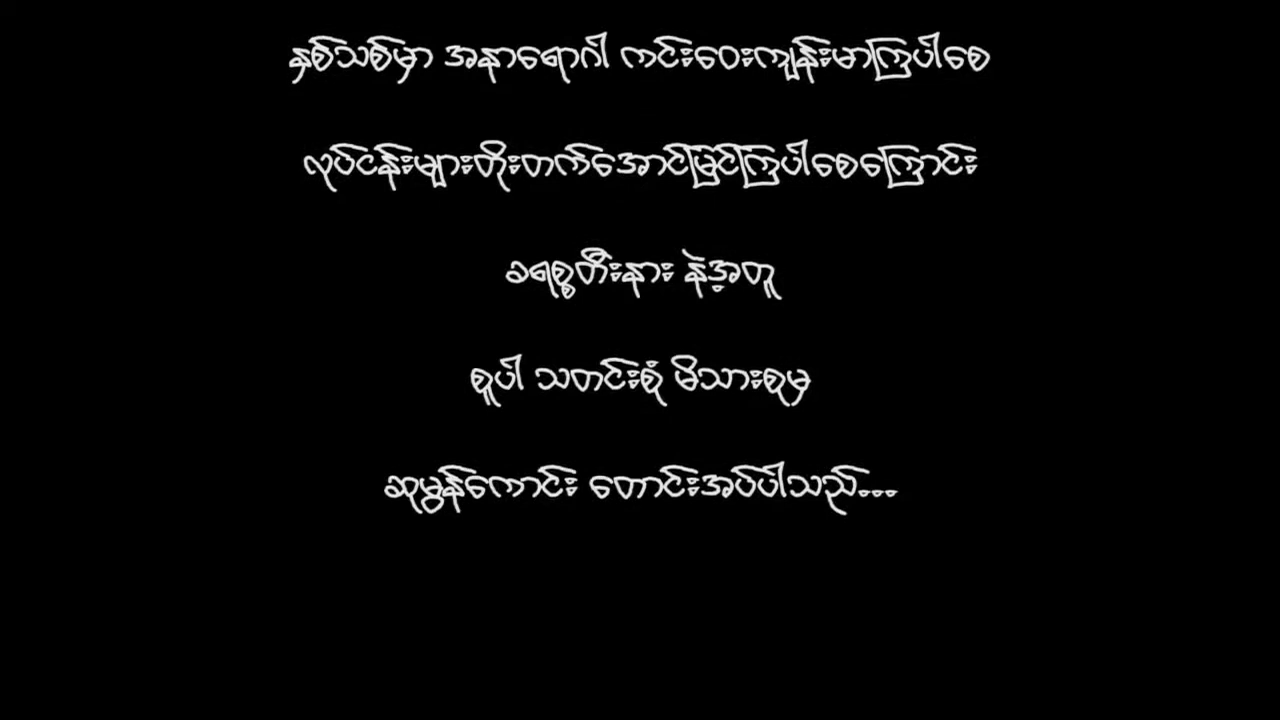 နှစ်သစ်မှာ အနာရောဂါ ကင်းဝေးကျန်းမာကြပါစေ
လုပ်ငန်းများတိုးတက်အောင်မြင်ကြပါစေကြောင်း
ခရစ္စတီးနား နဲ့အတူ
စူပါ သတင်းစုံ မိသားစုမှ
ဆုမွန်ကောင်း တောင်းအပ်ပါသည်...